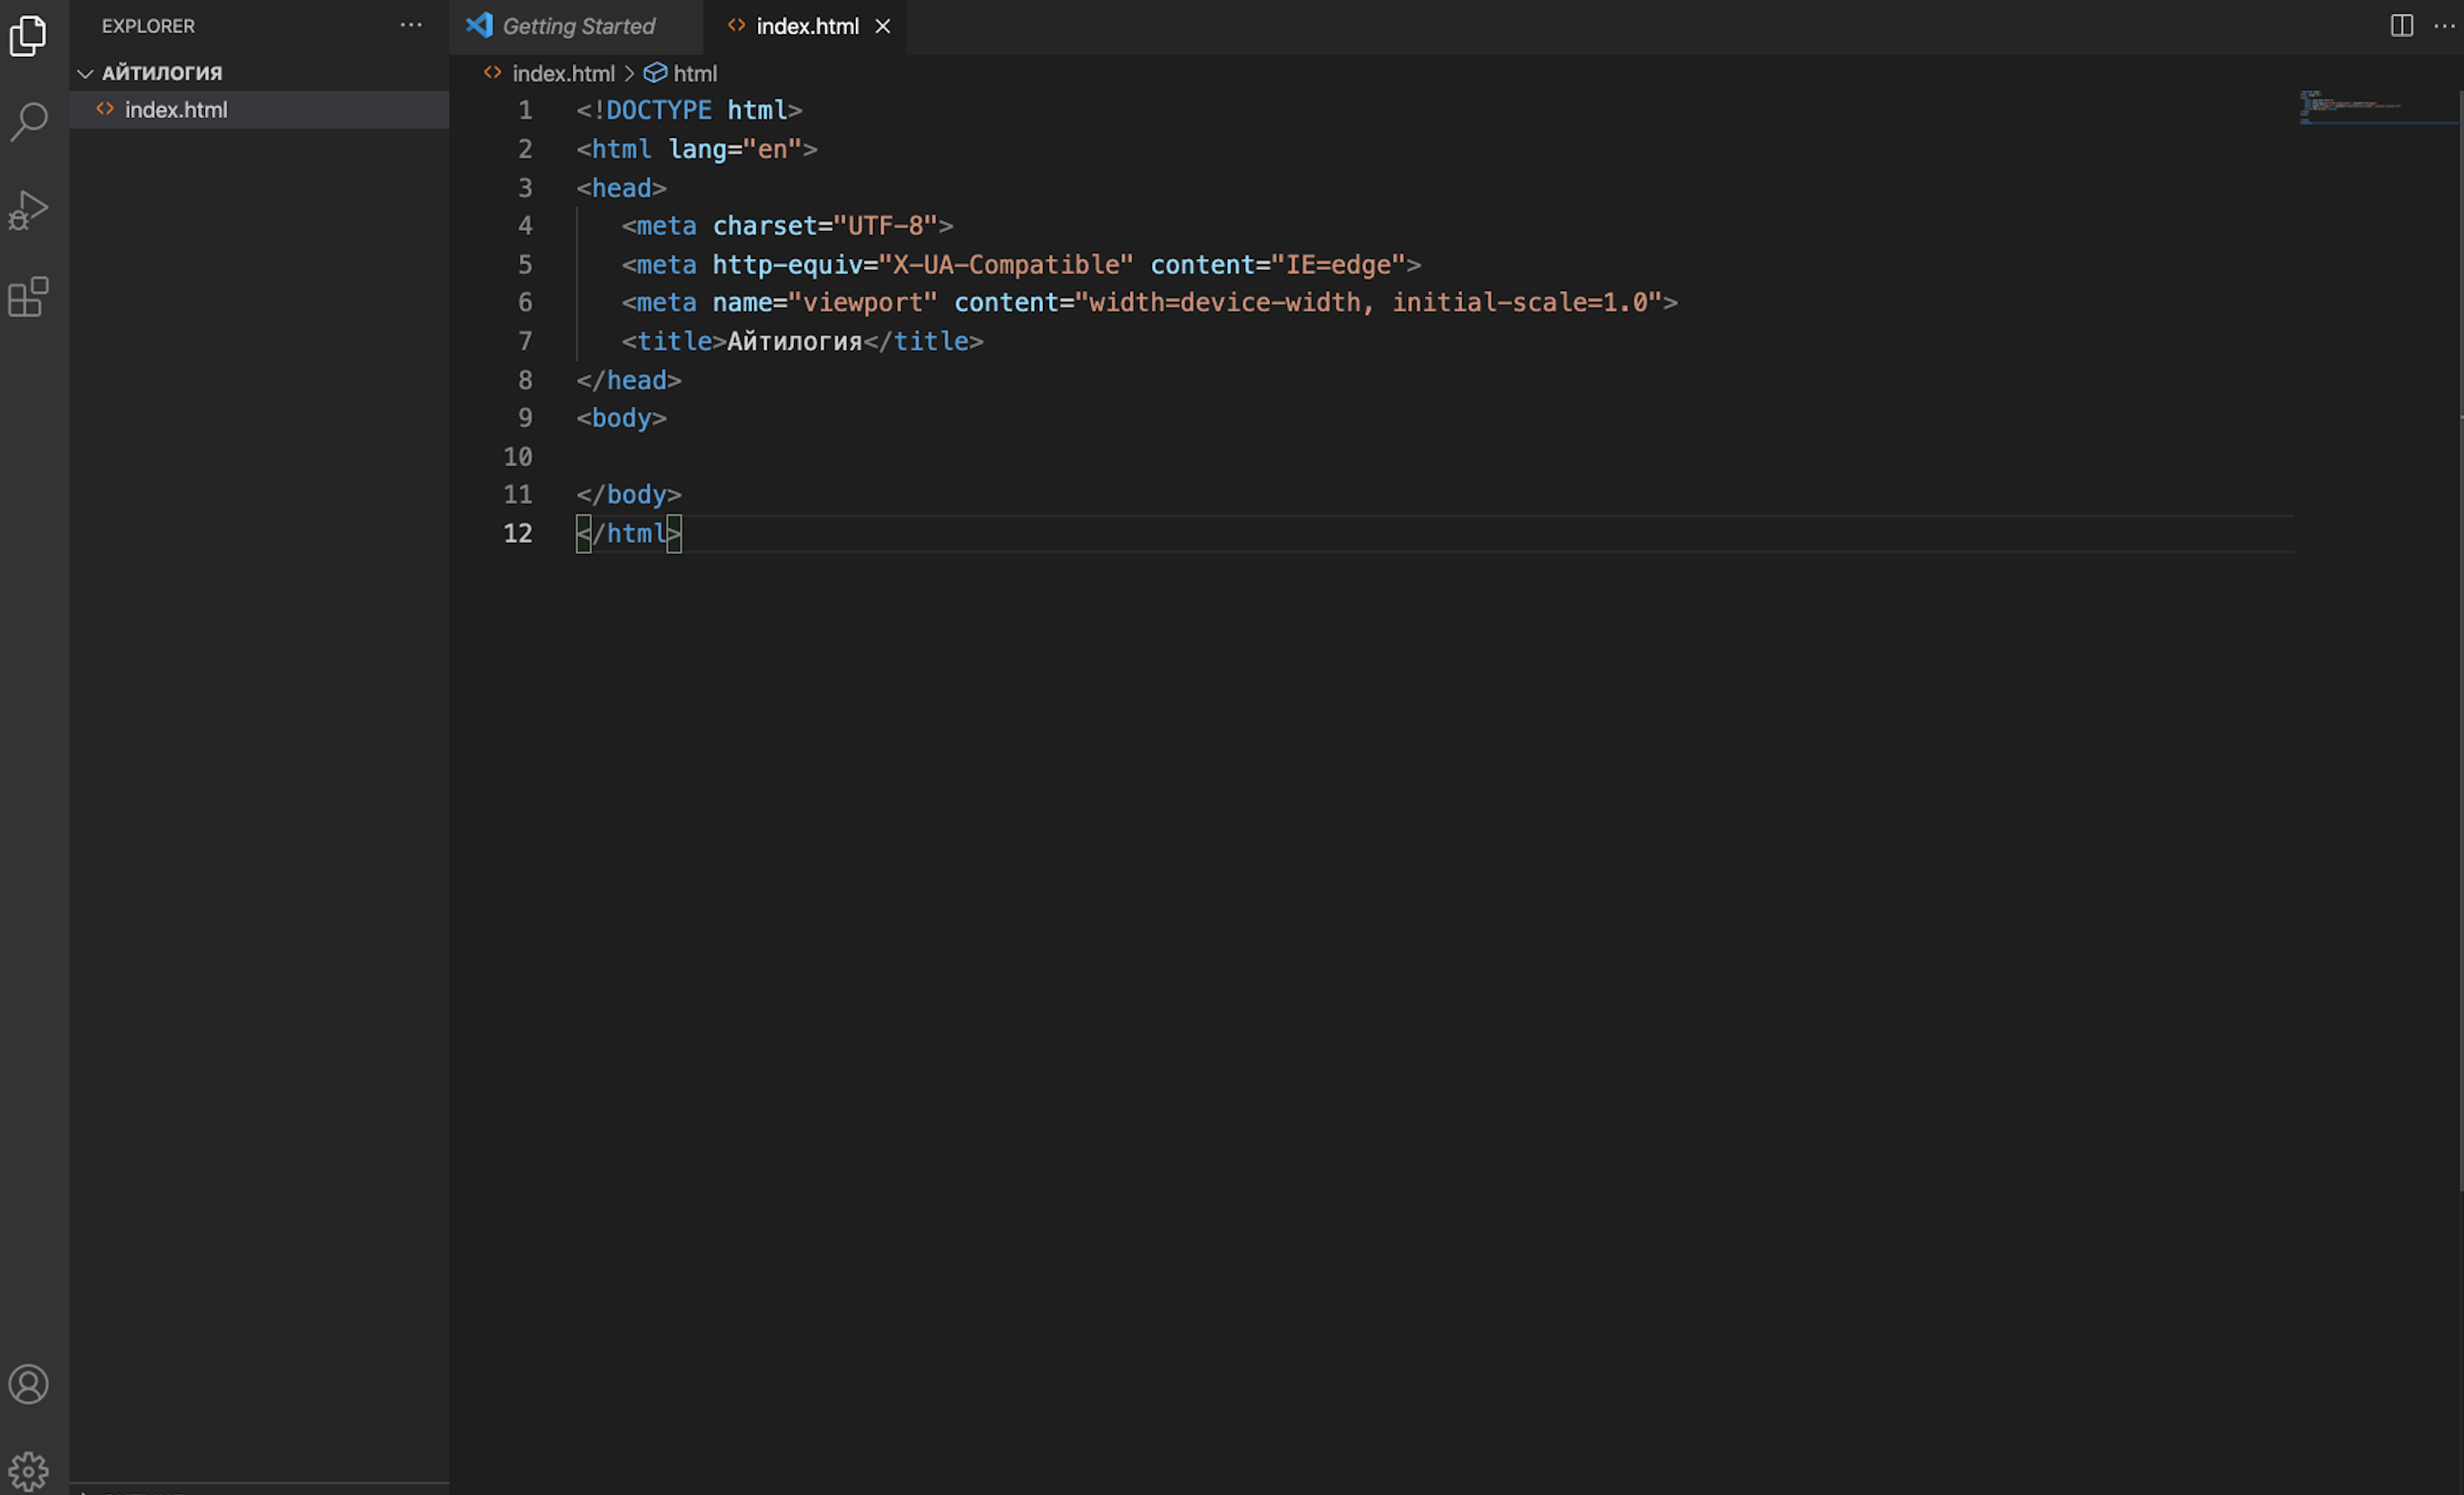 EXPLORER
АЙТИЛОГИЯ
index.html
Getting Started
index.html
index.html > html
1 <!DOCTYPE html>
2 <html lang="en">
3 <head>
4 <meta charset="UTF-8">
5 <meta http-equiv="X-UA-Compatible" content="IE=edge">
6 <meta name="viewport" content="width=device-width, initial-scale=1.0">
7 <title>Айтилогия</title>
8 </head>
9 <body>
10
11 </body>
12 </html>